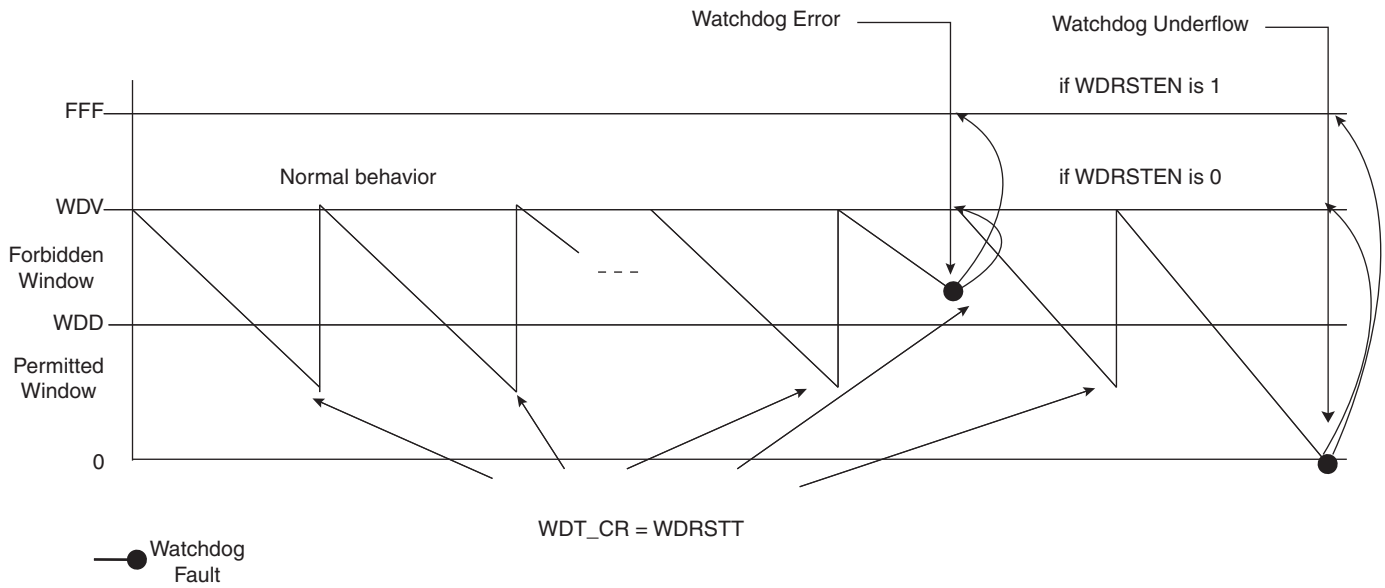 Watchdog Error
Watchdog Underflow
if WDRSTEN is 1
FFF
Normal behavior
if WDRSTEN is 0
WDV
Forbidden
Window
WDD
Permitted
Window
0
WDT_CR = WDRSTT
Watchdog
Fault